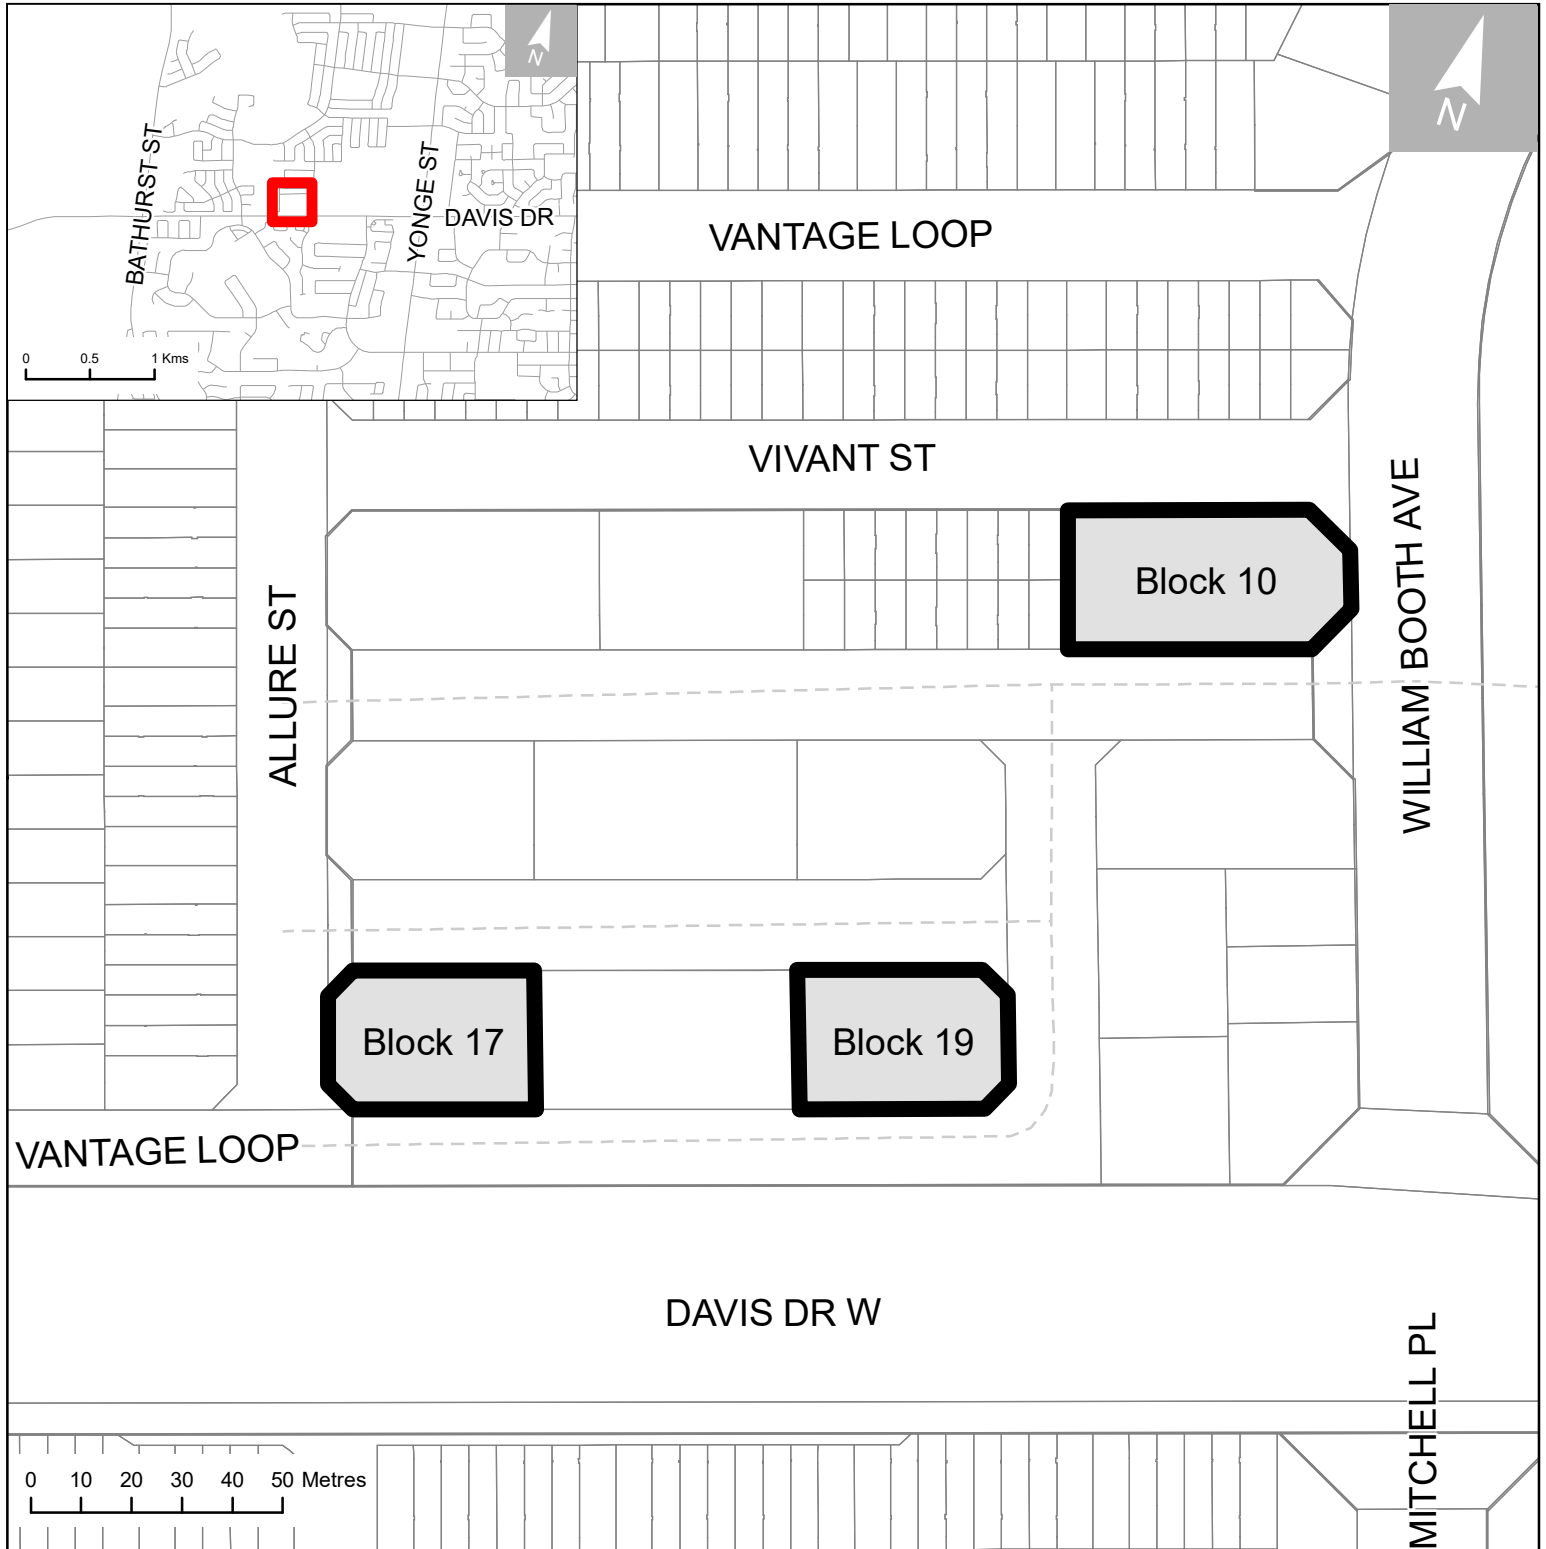 N
BATHURST ST
YONGE ST
DAVIS DR
0 0.5 1 Kms
N
VANTAGE LOOP
VIVANT ST
WILLIAM BOOTH AVE
Block 10
ALLURE ST
Block 17
Block 19
VANTAGE LOOP
DAVIS DR W
MITCHELL PL
0 10 20 30 40 50 Metres